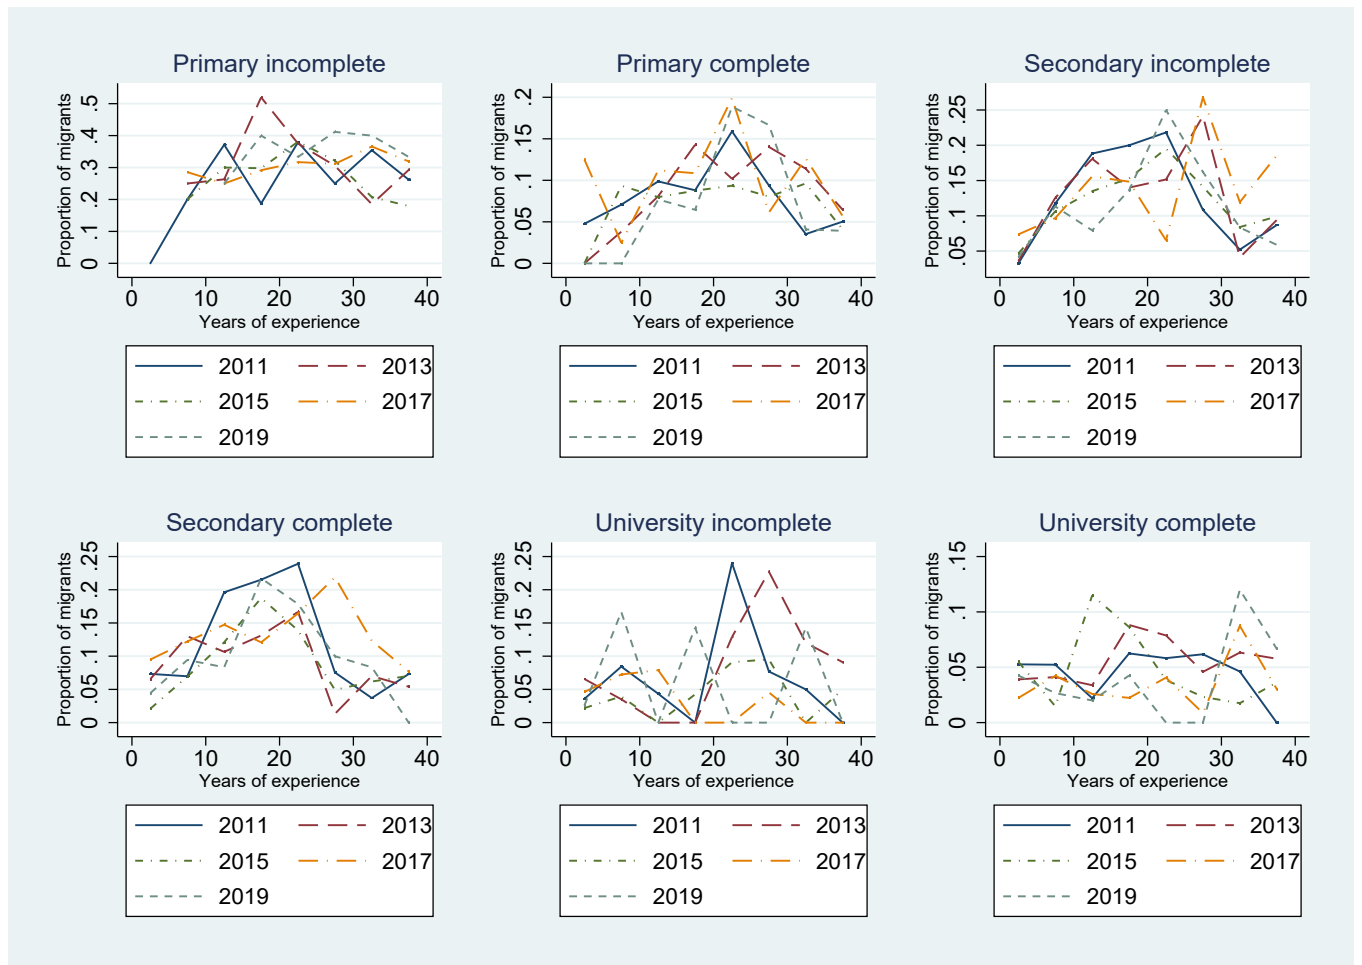 Primary incomplete
Proportion of migrants
.5
.4
.3
.2
.1
0
0 10 20 30 40
Years of experience
2011 2013
2015 2017
2019
Primary complete
Proportion of migrants
.2
.15
.1
.05
0
0 10 20 30 40
Years of experience
2011 2013
2015 2017
2019
Secondary incomplete
Proportion of migrants
.25
.2
.15
.1
.05
0 10 20 30 40
Years of experience
2011 2013
2015 2017
2019
Secondary complete
Proportion of migrants
.25
.2
.15
.1
.05
0
0 10 20 30 40
Years of experience
2011 2013
2015 2017
2019
University incomplete
Proportion of migrants
.25
.2
.15
.1
.05
0
0 10 20 30 40
Years of experience
2011 2013
2015 2017
2019
University complete
Proportion of migrants
.15
.1
.05
0
0 10 20 30 40
Years of experience
2011 2013
2015 2017
2019